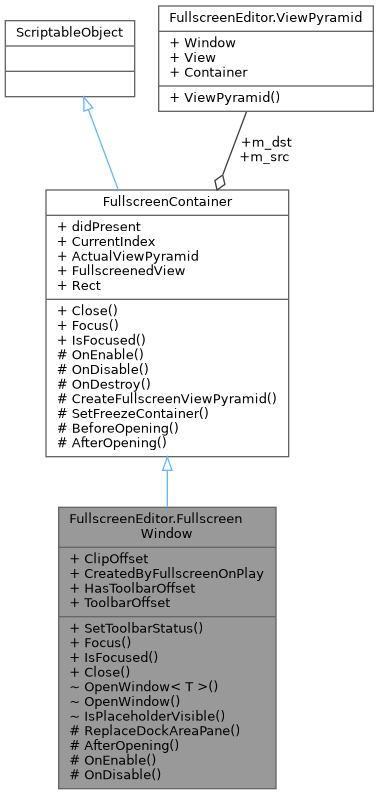 ScriptableObject
FullscreenEditor.ViewPyramid
+ Window
+ View
+ Container
+ ViewPyramid()
+m_dst
+m_src
FullscreenContainer
+ didPresent
+ CurrentIndex
+ ActualViewPyramid
+ FullscreenedView
+ Rect
+ Close()
+ Focus()
+ IsFocused()
# OnEnable()
# OnDisable()
# OnDestroy()
# CreateFullscreenViewPyramid()
# SetFreezeContainer()
# BeforeOpening()
# AfterOpening()
FullscreenEditor.Fullscreen
Window
+ ClipOffset
+ CreatedByFullscreenOnPlay
+ HasToolbarOffset
+ ToolbarOffset
+ SetToolbarStatus()
+ Focus()
+ IsFocused()
+ Close()
~ OpenWindow< T >()
~ OpenWindow()
~ IsPlaceholderVisible()
# ReplaceDockAreaPane()
# AfterOpening()
# OnEnable()
# OnDisable()